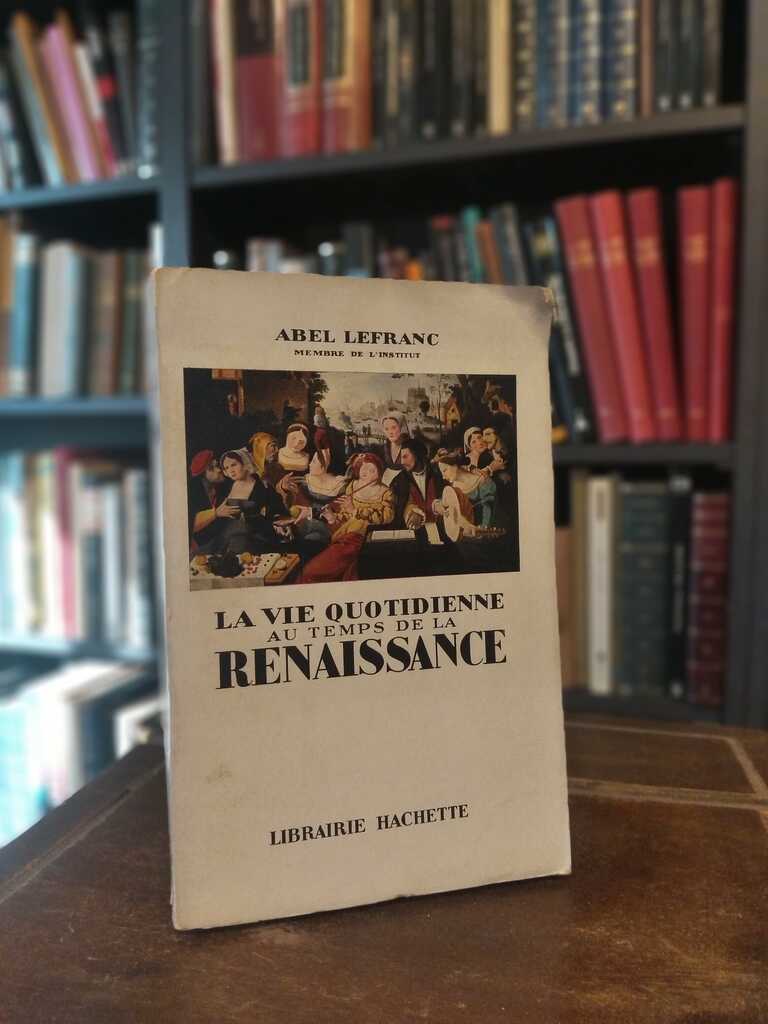 ABEL LEFRANC
MEMBRE DE L'INSTITUT
LA VIE QUOTIDIENNE
AU TEMPS DE LA
RENAISSANCE
LIBRAIRIE HACHETTE